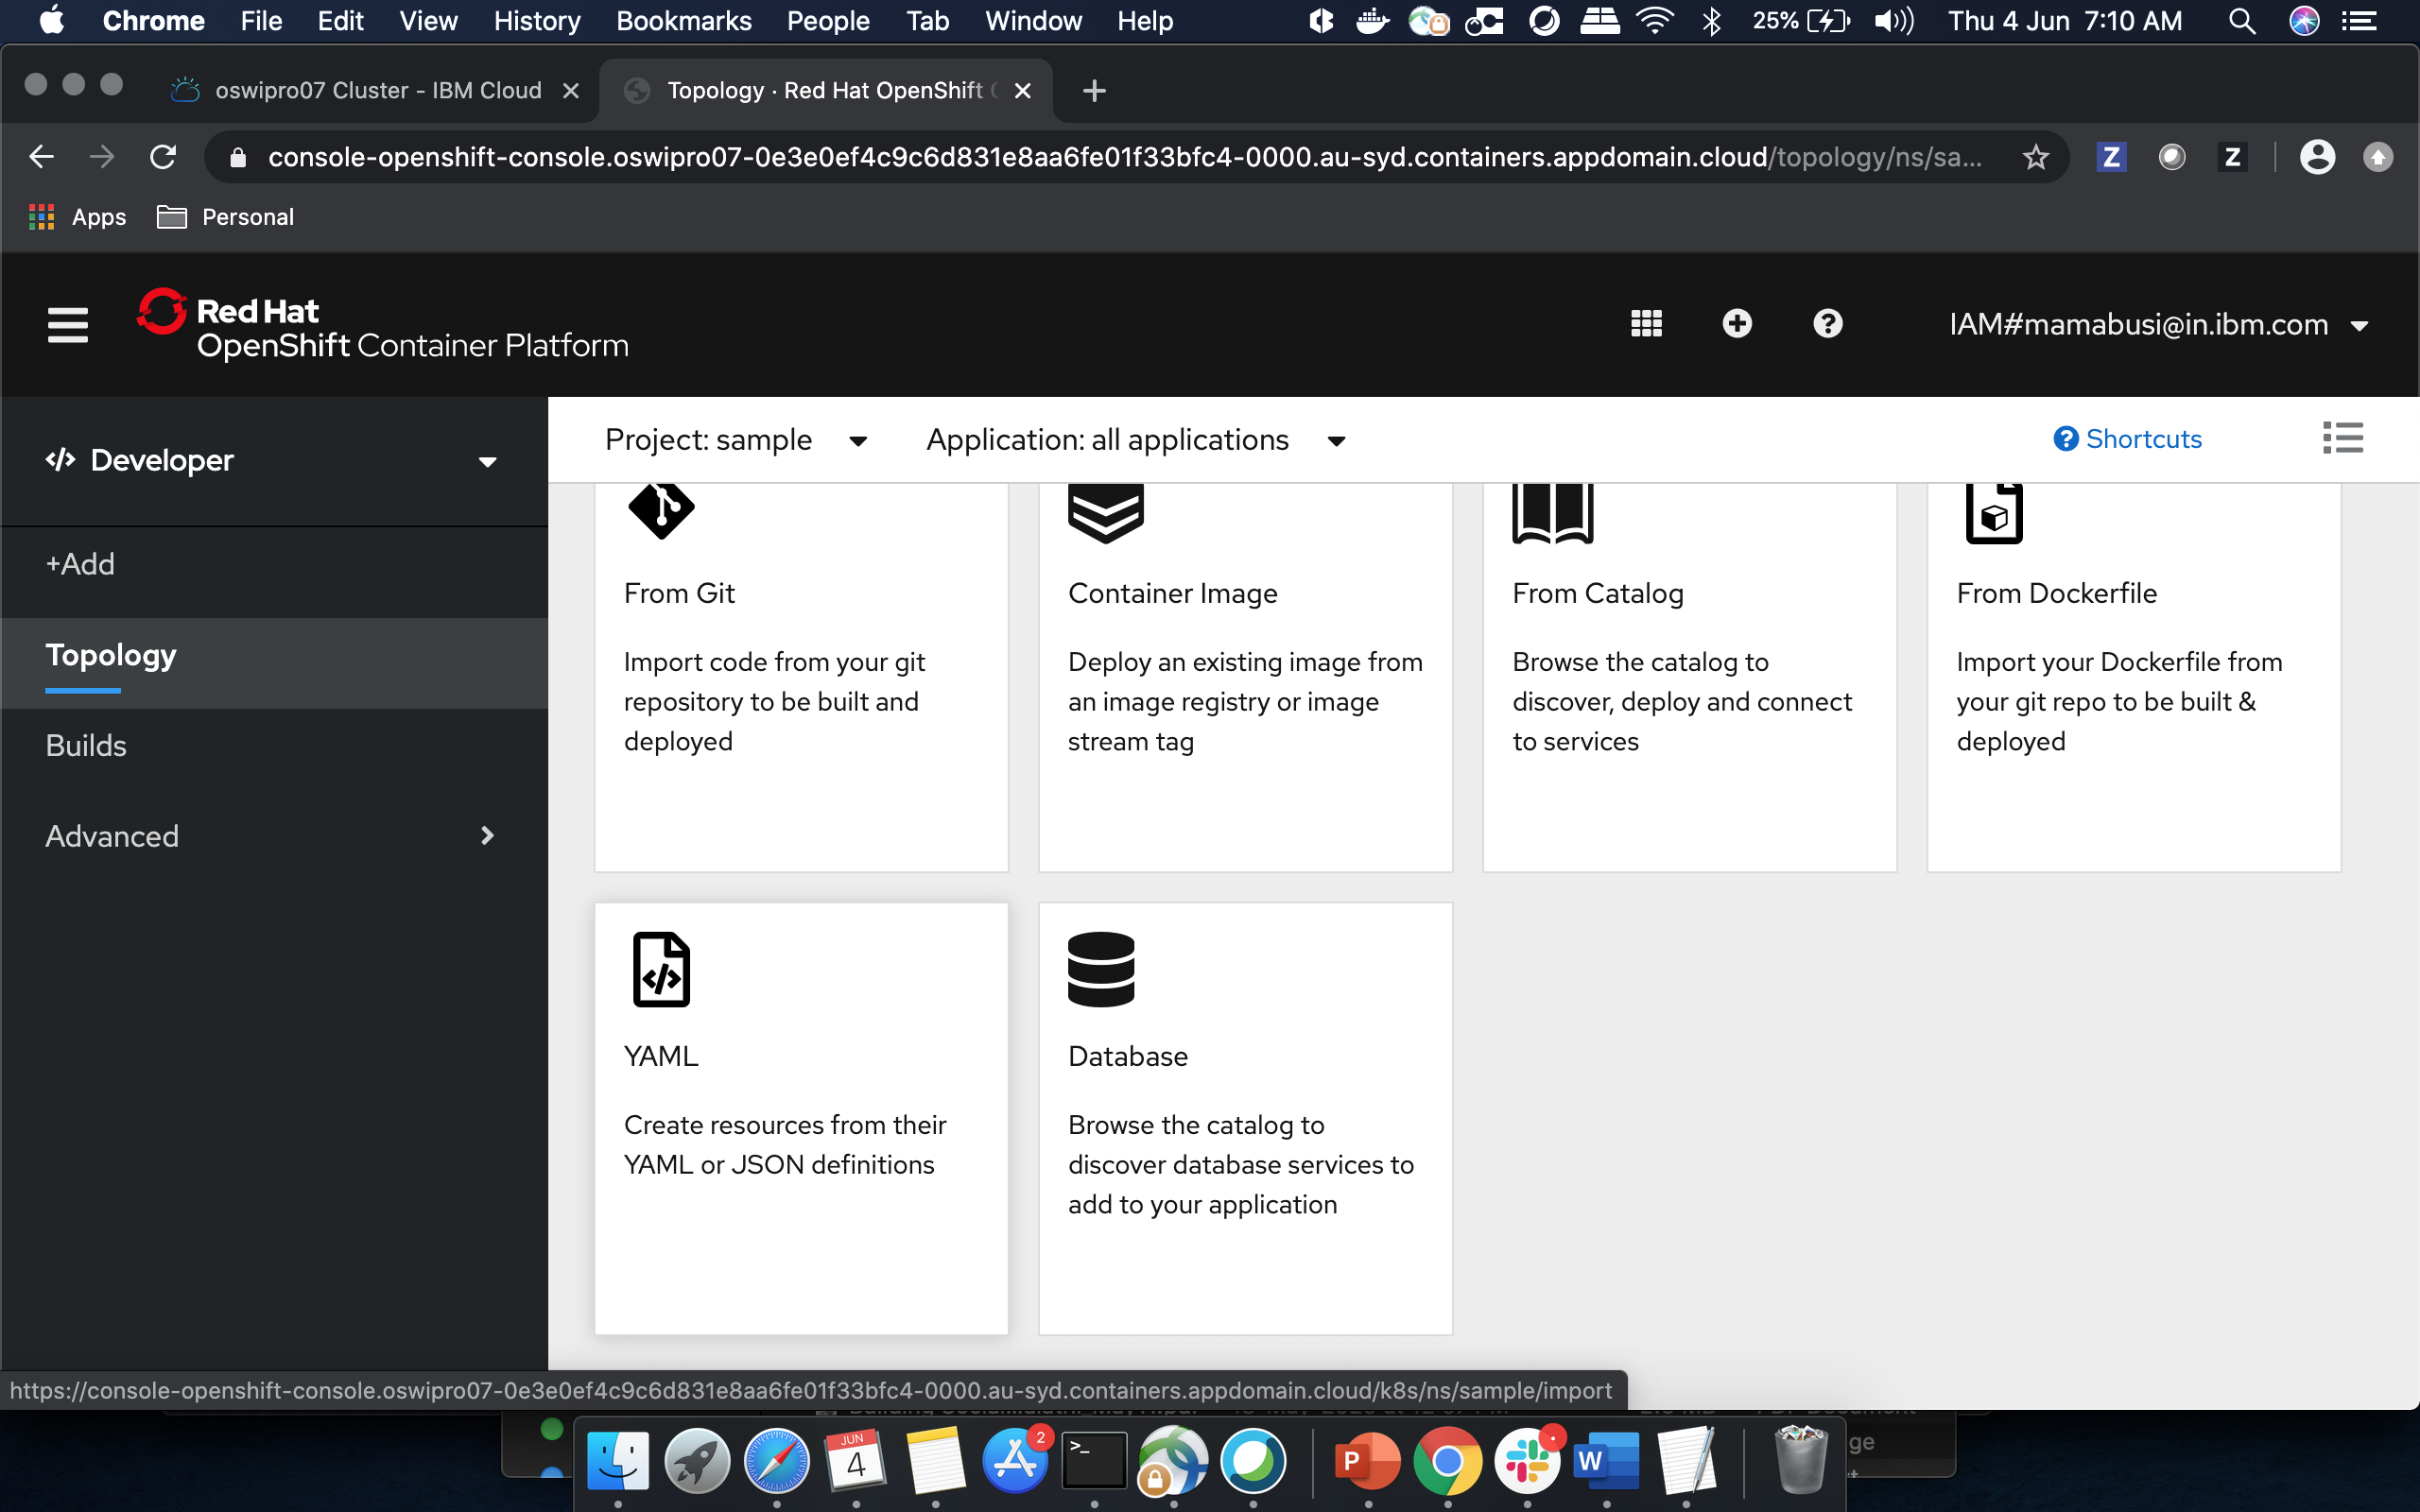 Chrome File Edit View History Bookmarks People Tab Window Help 25% Thu 4 Jun 7:10 AM
oswipro07 Cluster - IBM Cloud Topology · Red Hat OpenShift
console-openshift-console.oswipro07-0e3e0ef4c9c6d831e8aa6fe01f33bfc4-0000.au-syd.containers.appdomain.cloud/topology/ns/sa...
Z
Z
Apps Personal
Red Hat
OpenShift Container Platform
IAM#mamabusi@in.ibm.com
Developer
+Add
Topology
Builds
Advanced
Project: sample Application: all applications Shortcuts
From Git
Import code from your git
repository to be built and
deployed
Container Image
Deploy an existing image from
an image registry or image
stream tag
From Catalog
Browse the catalog to
discover, deploy and connect
to services
From Dockerfile
Import your Dockerfile from
your git repo to be built &
deployed
YAML
Create resources from their
YAML or JSON definitions
Database
Browse the catalog to
discover database services to
add to your application
https://console-openshift-console.oswipro07-0e3e0ef4c9c6d831e8aa6fe01f33bfc4-0000.au-syd.containers.appdomain.cloud/k8s/ns/sample/import
JUN
4
2
>_
P
W
ge